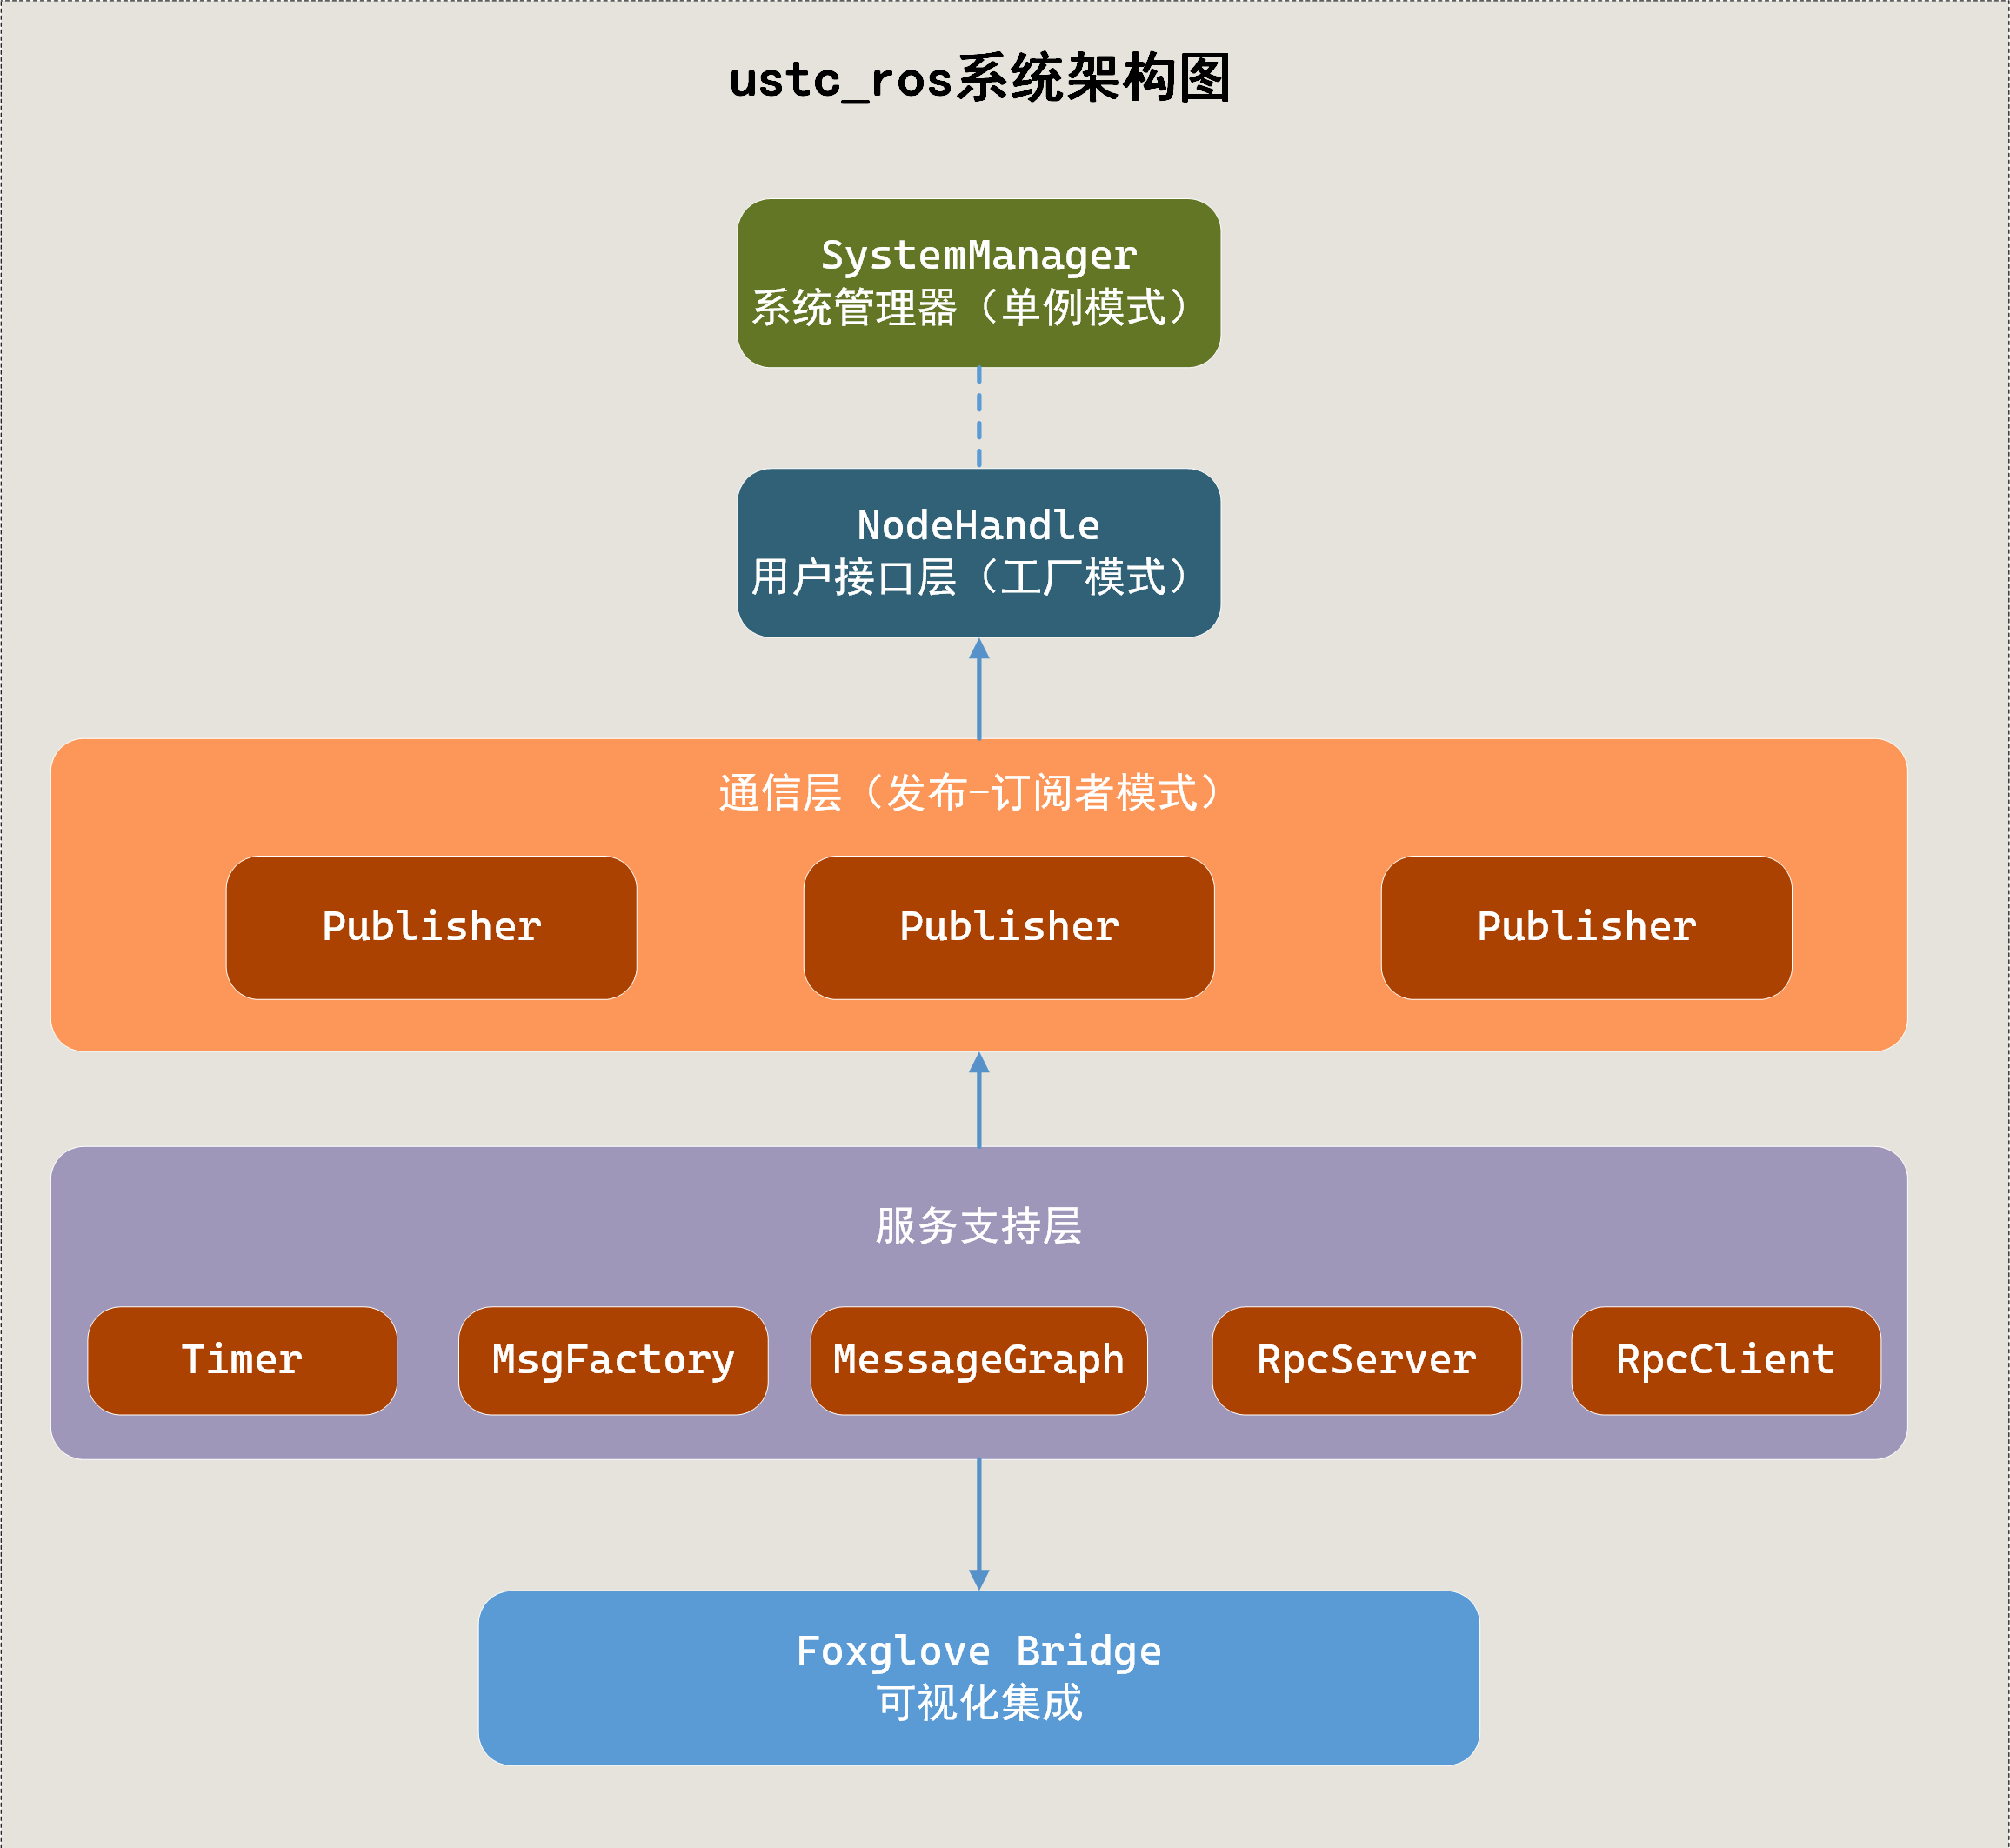 ustc_ros系统架构图
SystemManager
系统管理器（单例模式）
NodeHandle
用户接口层（工厂模式）
通信层（发布-订阅者模式）
Publisher
Publisher
Publisher
服务支持层
Timer
MsgFactory
MessageGraph
RpcServer
RpcClient
Foxglove Bridge
可视化集成